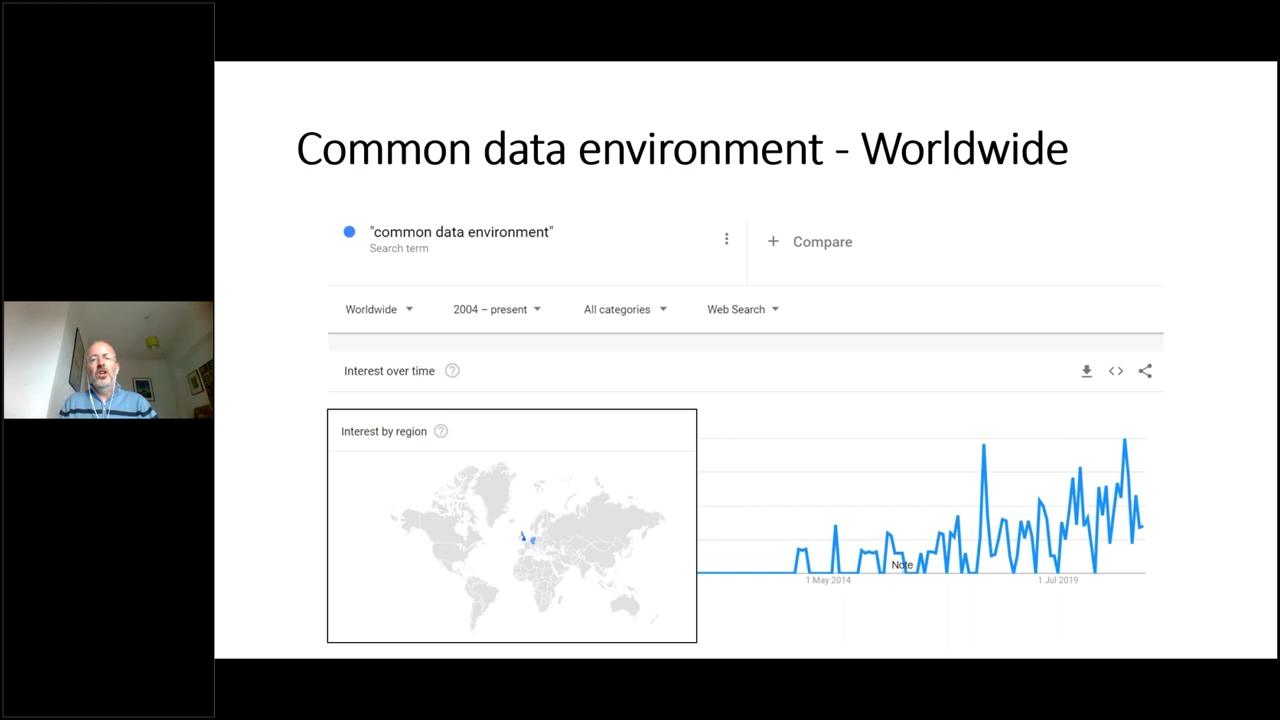 Common data environment - Worldwide
"common data environment"
Search term
+ Compare
Worldwide
2004 – present
All categories
Web Search
Interest over time
Interest by region
Note
1 May 2014
1 Jul 2019